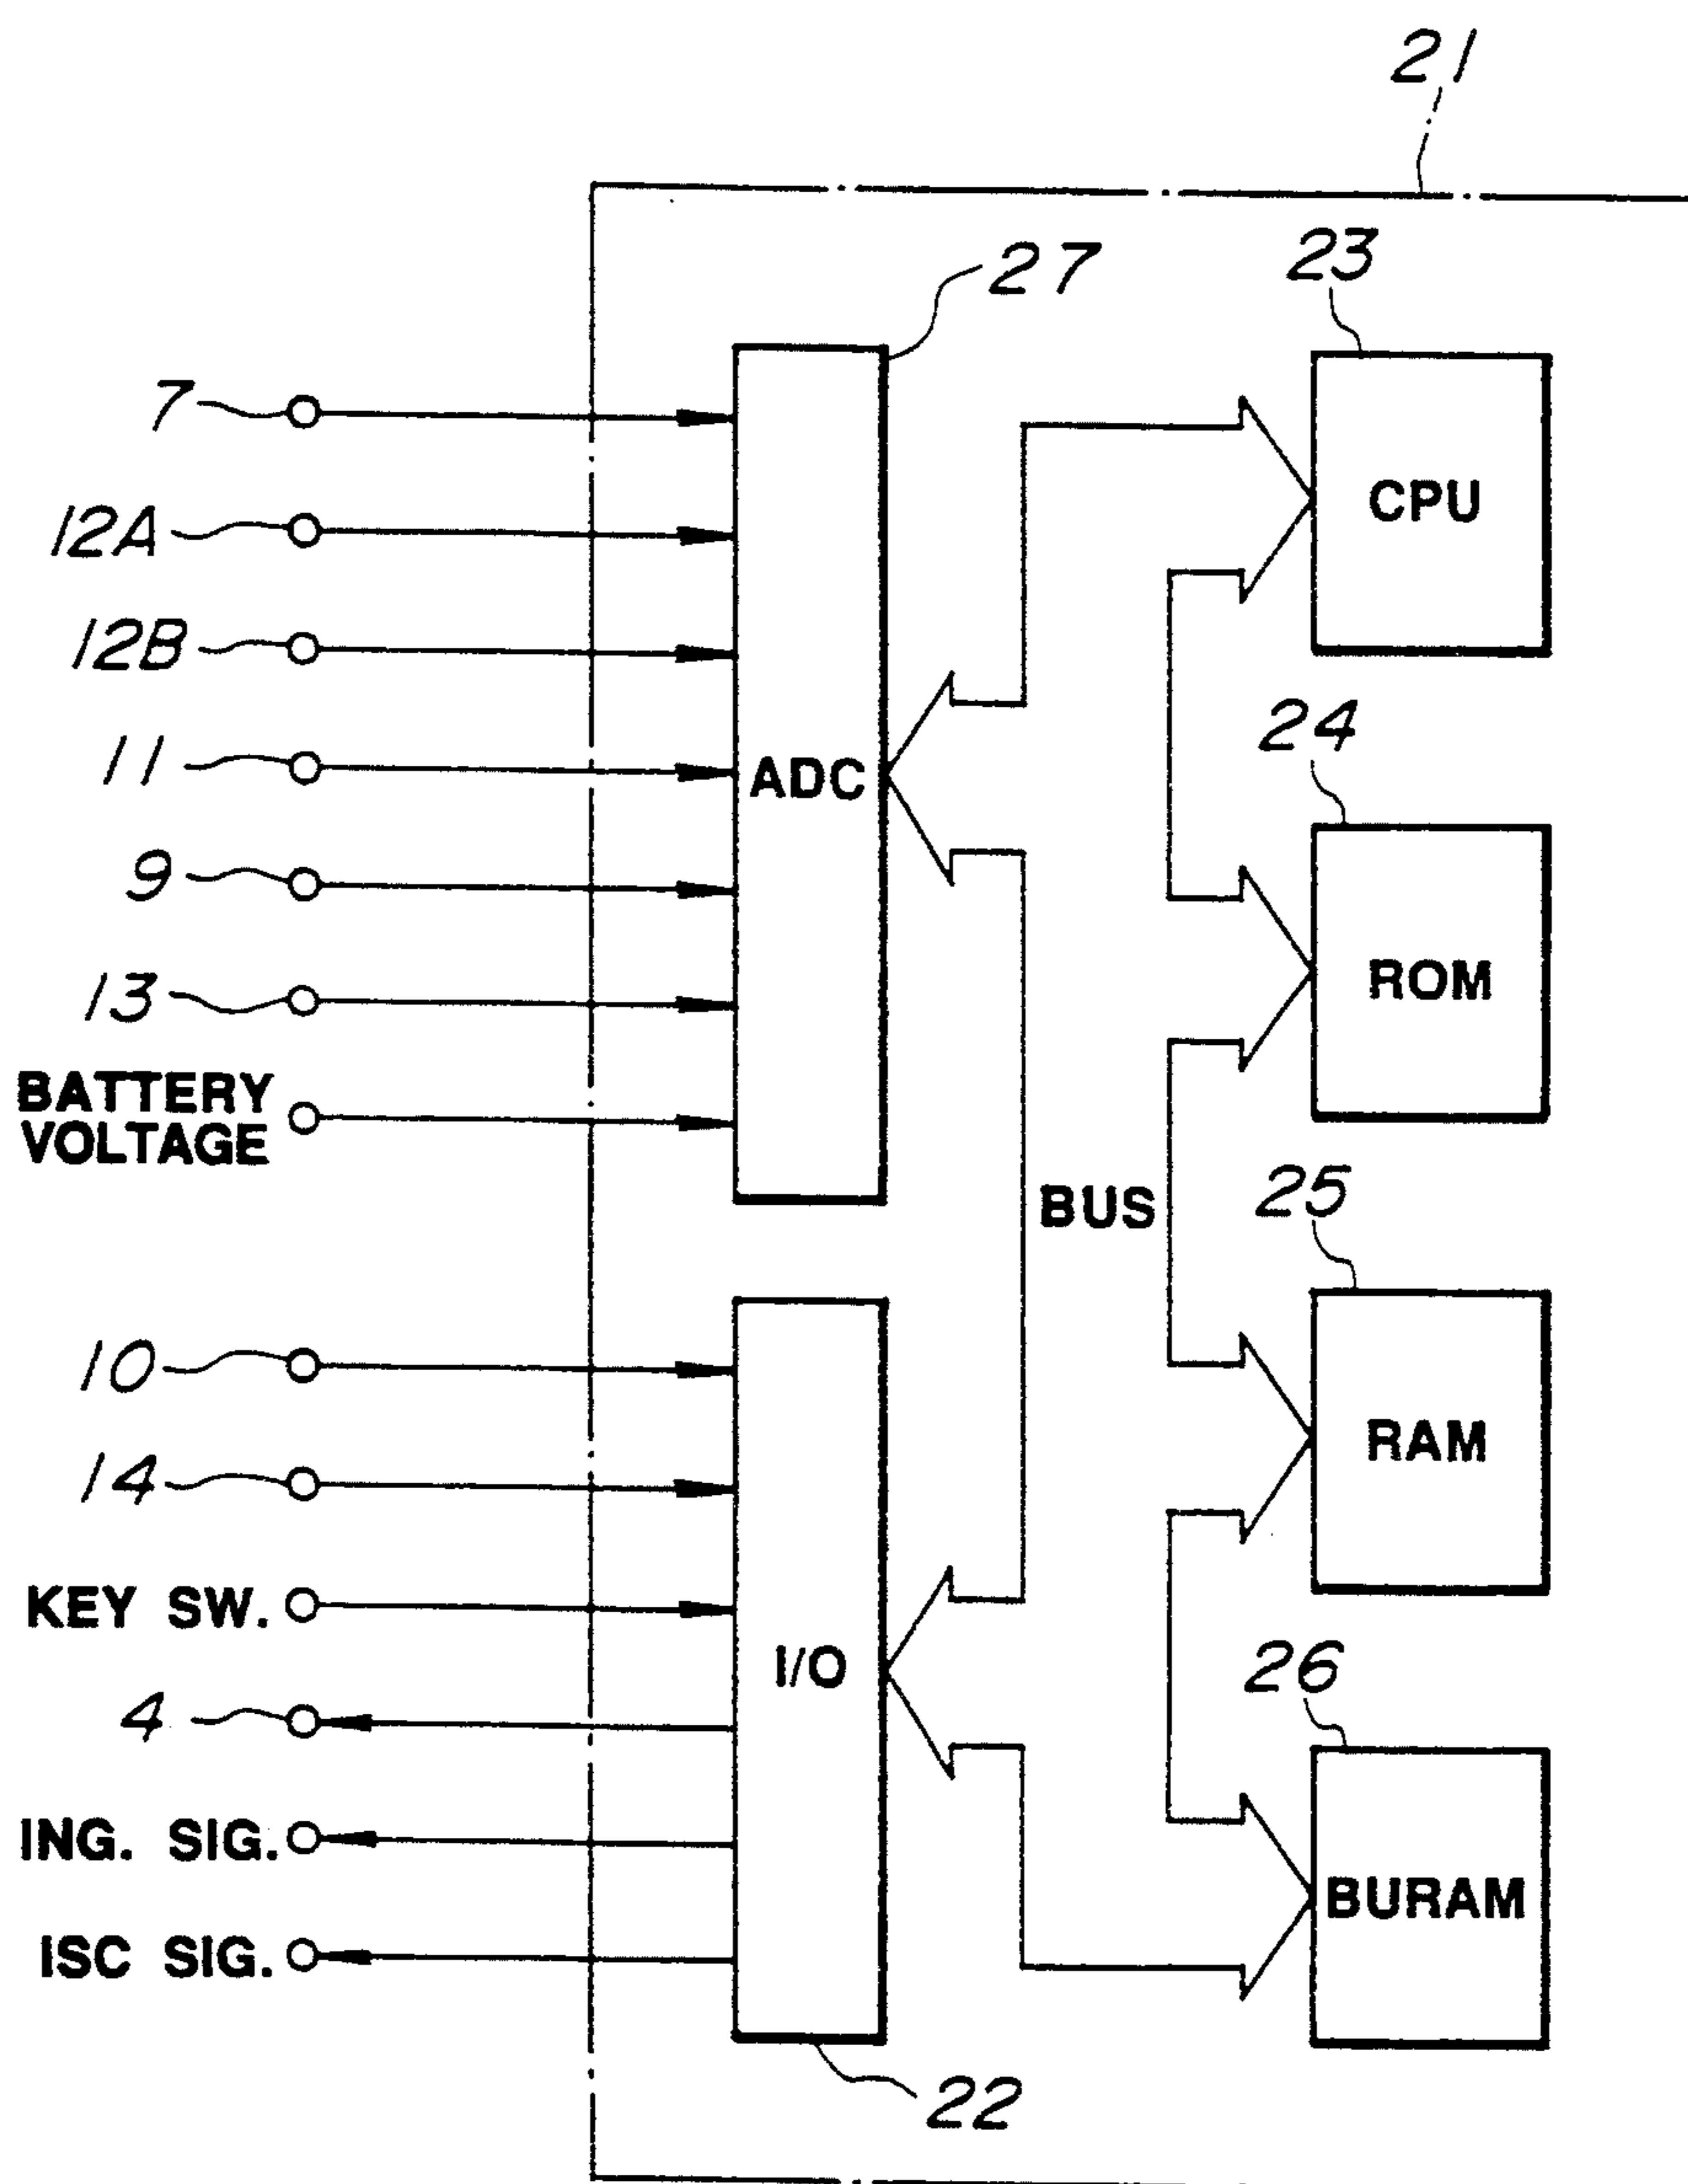 21
27
23
7
CPU
12A
12B
24
11
ADC
9
ROM
13
BATTERY
VOLTAGE
25
BUS
10
RAM
14
KEY SW.
I/O
26
4
ING. SIG.
BURAM
ISC SIG.
22